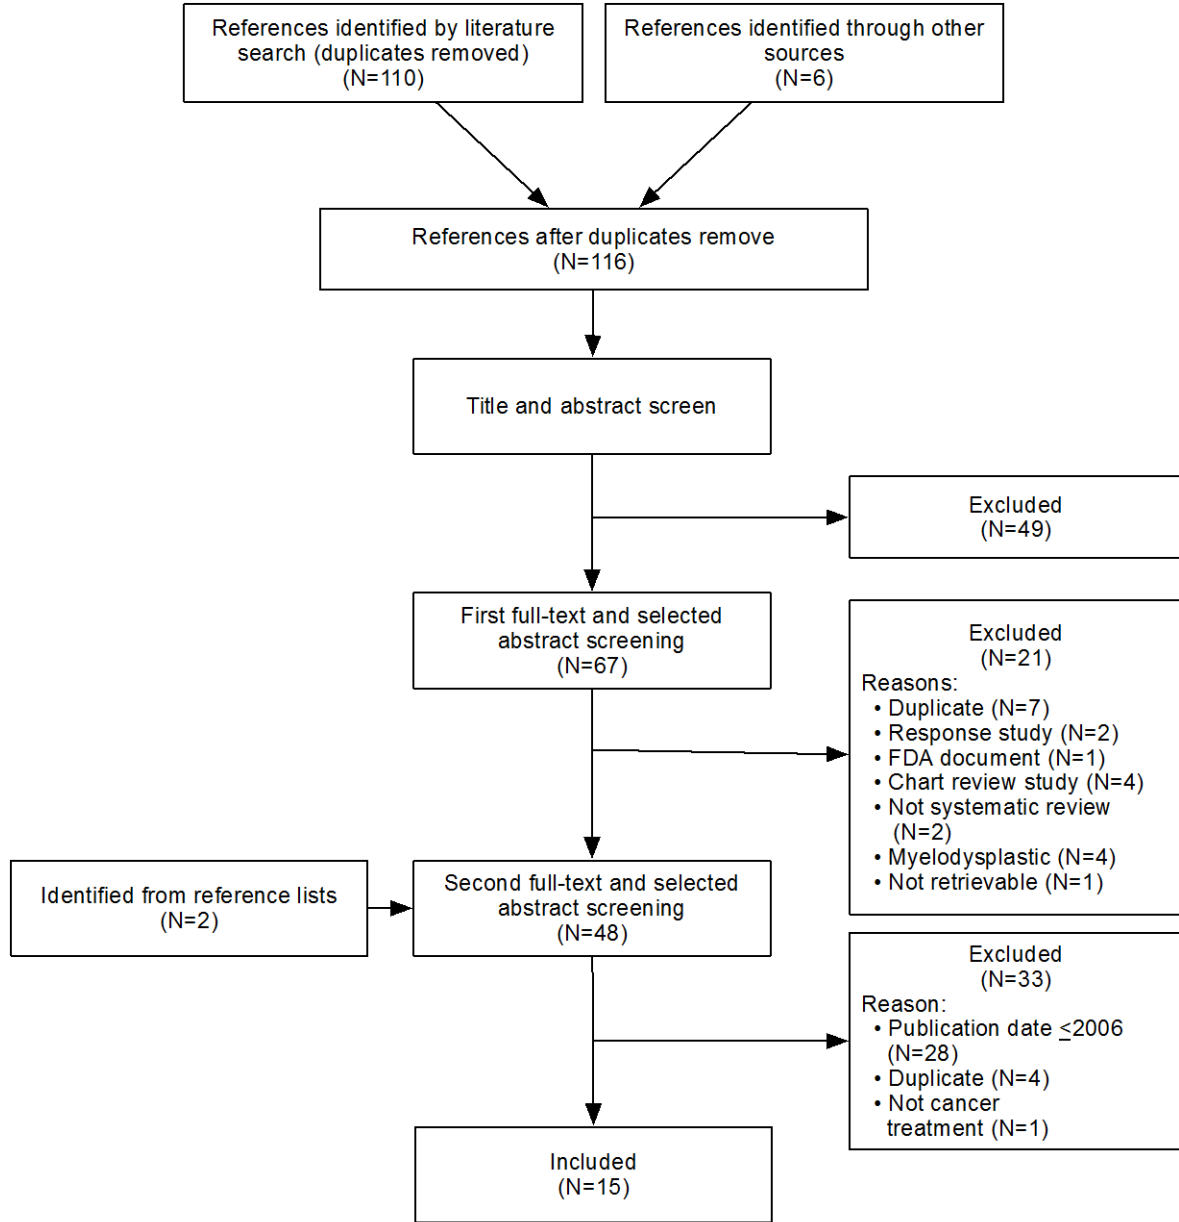 References identified by literature
search (duplicates removed)
(N=110)
References identified through other
sources
(N=6)
References after duplicates remove
(N=116)
Title and abstract screen
Excluded
(N=49)
First full-text and selected
abstract screening
(N=67)
Excluded
(N=21)
Reasons:
• Duplicate (N=7)
• Response study (N=2)
• FDA document (N=1)
• Chart review study (N=4)
• Not systematic review
(N=2)
• Myelodysplastic (N=4)
• Not retrievable (N=1)
Identified from reference lists
(N=2)
Second full-text and selected
abstract screening
(N=48)
Excluded
(N=33)
Reason:
• Publication date ≤2006
(N=28)
• Duplicate (N=4)
• Not cancer
treatment (N=1)
Included
(N=15)